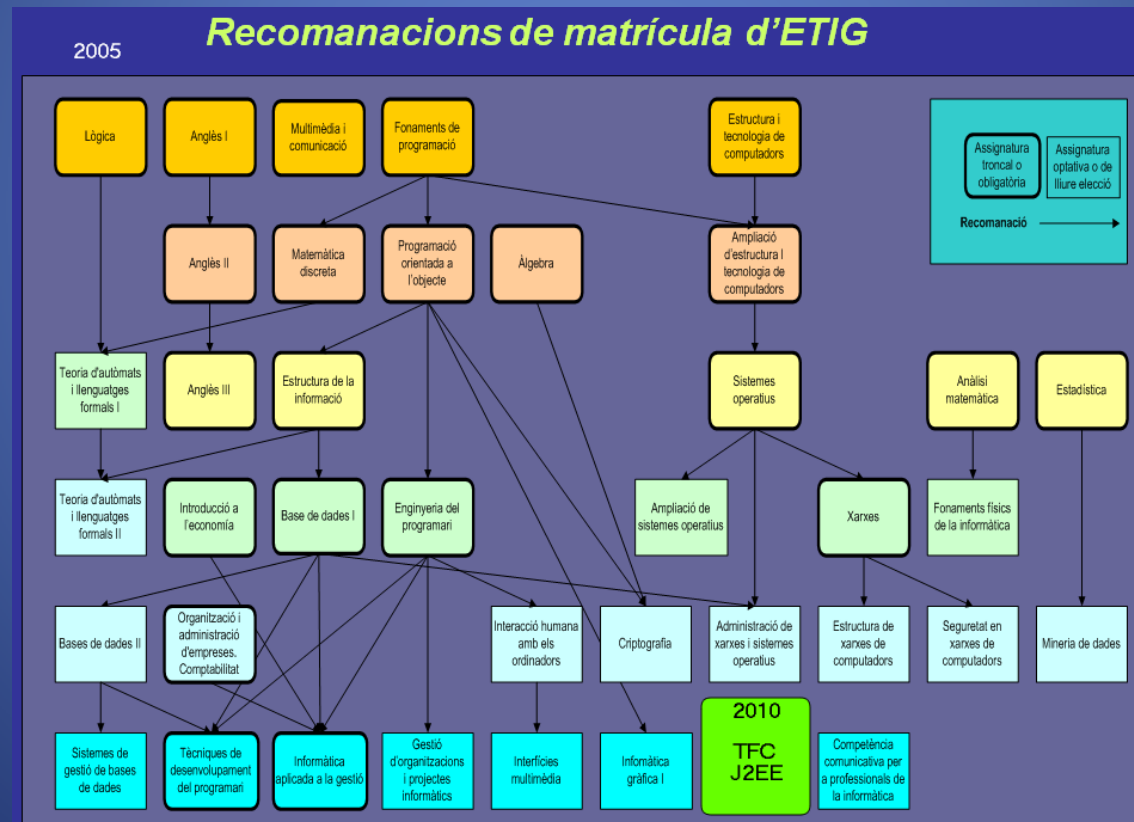 Recomanacions de matrícula d'ETIG
2005
Lògica
Anglès I
Multimèdia i
comunicació
Fonaments de
programació
Estructura i
tecnologia de
computadors
Assignatura
troncal o
obligatòria
Assignatura
optativa o de
lliure elecció
Recomanació
Anglès II
Matemàtica
discreta
Programació
orientada a
l'objecte
Àlgebra
Ampliació
d'estructura I
tecnologia de
computadors
Teoria d'autòmats
i llenguatges
formals I
Anglès III
Estructura de la
informació
Sistemes
operatius
Anàlisi
matemàtica
Estadística
Teoria d'autòmats
i llenguatges
formals II
Introducció a
l'economía
Base de dades I
Enginyeria del
programari
Ampliació de
sistemes operatius
Xarxes
Fonaments físics
de la informàtica
Bases de dades II
Organització i
administració
d'empreses.
Comptabilitat
Interacció humana
amb els
ordinadors
Criptografia
Administració de
xarxes i sistemes
operatius
Estructura de
xarxes de
computadors
Seguretat en
xarxes de
computadors
Mineria de dades
Sistemes de
gestió de bases
de dades
Tècniques de
desenvolupament
del programari
Informàtica
aplicada a la gestió
Gestió
d'organitzacions
i projectes
informàtics
Interfícies
multimèdia
Infomàtica
gràfica I
2010
TFC
J2EE
Competència
comunicativa per
a professionals de
la informàtica